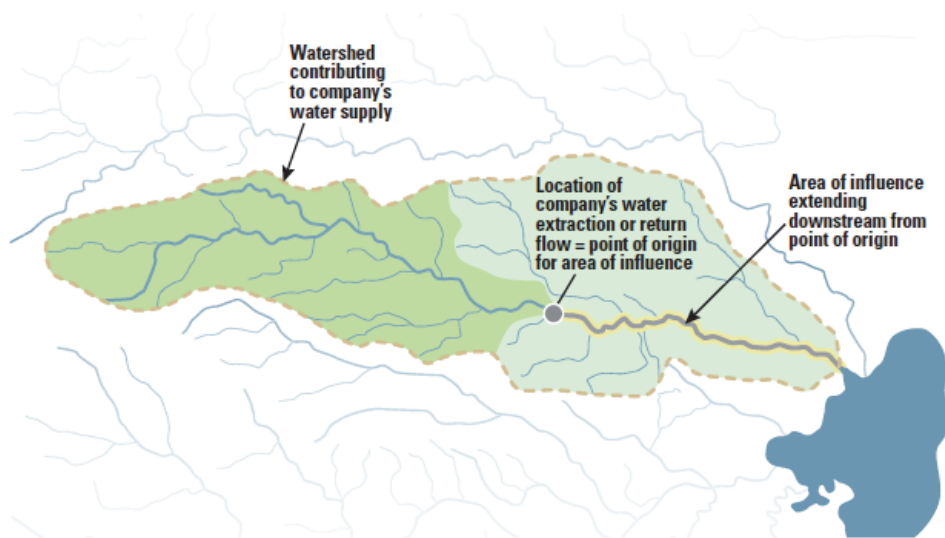 Watershed
contributing
to company's
water supply
Location of
company's water
extraction or return
flow = point of origin
for area of influence
Area of influence
extending
downstream from
point of origin